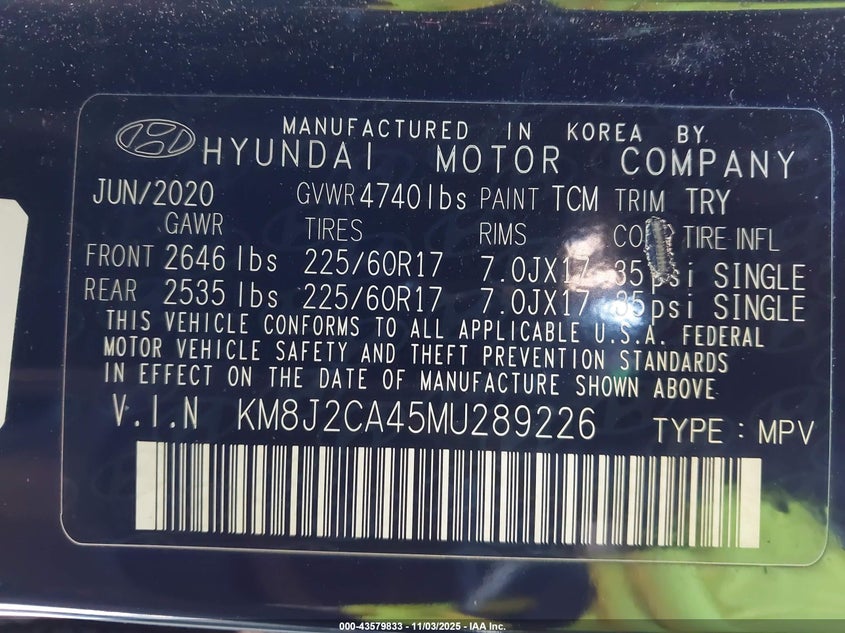 MANUFACTURED IN KOREA BY
HYUNDAI MOTOR COMPANY
JUN/2020 GVWR 4740lbs PAINT TCM TRIM TRY
GAWR TIRES RIMS TIRE INFL
FRONT 2646 lbs 225/60R17 7.0JX17 35psi SINGLE
REAR 2535 lbs 225/60R17 7.0JX17 35psi SINGLE
THIS VEHICLE CONFORMS TO ALL APPLICABLE U.S.A. FEDERAL
MOTOR VEHICLE SAFETY AND THEFT PREVENTION STANDARDS
IN EFFECT ON THE DATE OF MANUFACTURE SHOWN ABOVE
V.I.N KM8J2CA45MU289226 TYPE : MPV
000-43579833 - 11/03/2025 - IAA Inc.